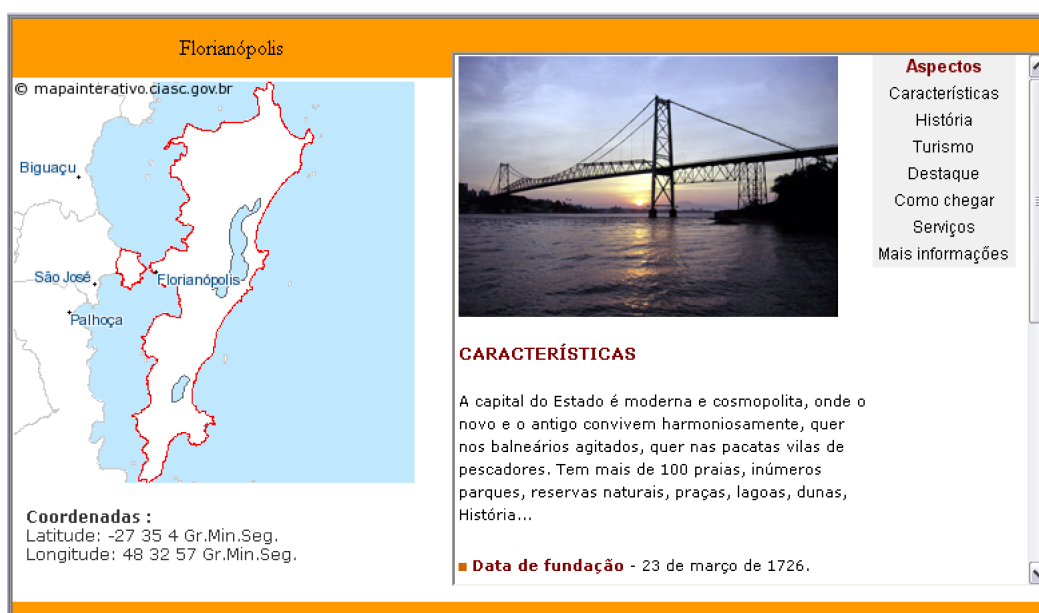 Florianópolis
© mapainterativo.ciasc.gov.br
Biguaçu
São José
Florianópolis
Palhoça
Coordenadas :
Latitude: -27 35 4 Gr.Min.Seg.
Longitude: 48 32 57 Gr.Min.Seg.
Aspectos
Características
História
Turismo
Destaque
Como chegar
Serviços
Mais informações
CARACTERÍSTICAS
A capital do Estado é moderna e cosmopolita, onde o
novo e o antigo convivem harmoniosamente, quer
nos balneários agitados, quer nas pacatas vilas de
pescadores. Tem mais de 100 praias, inúmeros
parques, reservas naturais, praças, lagoas, dunas,
História...
Data de fundação - 23 de março de 1726.